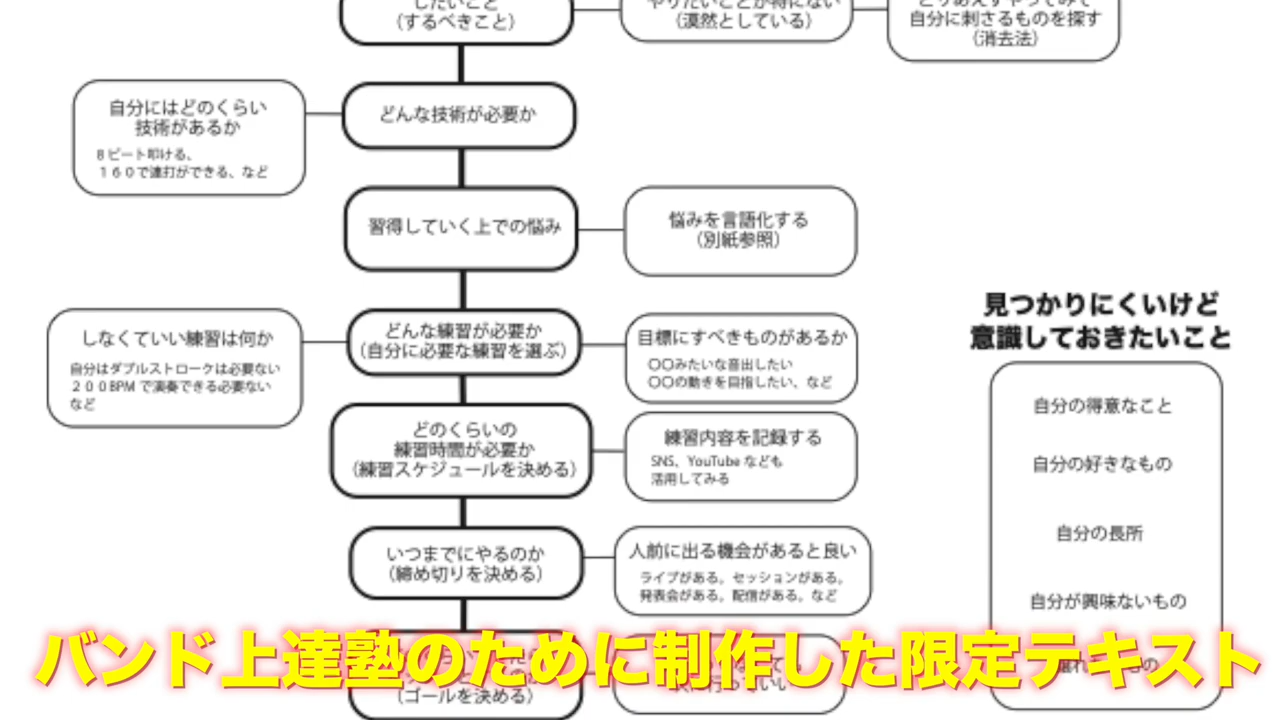 したいこと
（するべきこと）
やりたいことが特にない
（漠然としている）
とりあえずやってみて
自分に刺さるものを探す
（消去法）
自分にはどのくらい
技術があるか
８ビート叩ける、
１６０で連打ができる、など
どんな技術が必要か
習得していく上での悩み
悩みを言語化する
（別紙参照）
しなくていい練習は何か
自分はダブルストロークは必要ない
２００BPM で演奏できる必要ない
など
どんな練習が必要か
（自分に必要な練習を選ぶ）
目標にすべきものがあるか
〇〇みたいな音出したい
〇〇の動きを目指したい、など
どのくらいの
練習時間が必要か
（練習スケジュールを決める）
練習内容を記録する
SNS、YouTube なども
活用してみる
いつまでにやるのか
（締め切りを決める）
人前に出る機会があると良い
ライブがある。セッションがある。
発表会がある。配信がある。など
見つかりにくいけど
意識しておきたいこと
自分の得意なこと
自分の好きなもの
自分の長所
自分が興味ないもの
バンド上達塾のために制作した限定テキスト
（ゴールを決める）